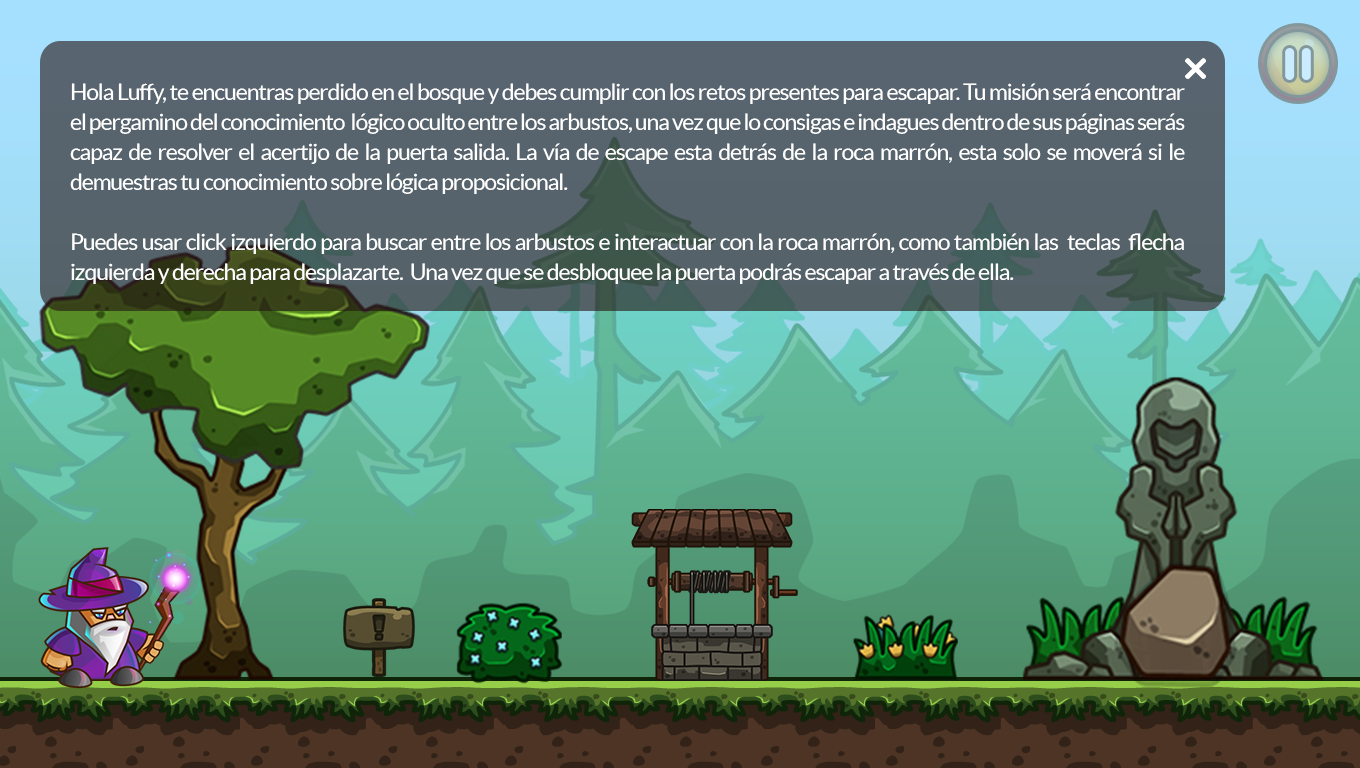 Hola Luffy, te encuentras perdido en el bosque y debes cumplir con los retos presentes para escapar. Tu misión será encontrar
el pergamino del conocimiento lógico oculto entre los arbustos, una vez que lo consigas e indagues dentro de sus páginas serás
capaz de resolver el acertijo de la puerta salida. La vía de escape esta detrás de la roca marrón, esta solo se moverá si le
demuestras tu conocimiento sobre lógica proposicional.
Puedes usar click izquierdo para buscar entre los arbustos e interactuar con la roca marrón, como también las teclas flecha
izquierda y derecha para desplazarte. Una vez que se desbloquee la puerta podrás escapar a través de ella.
!